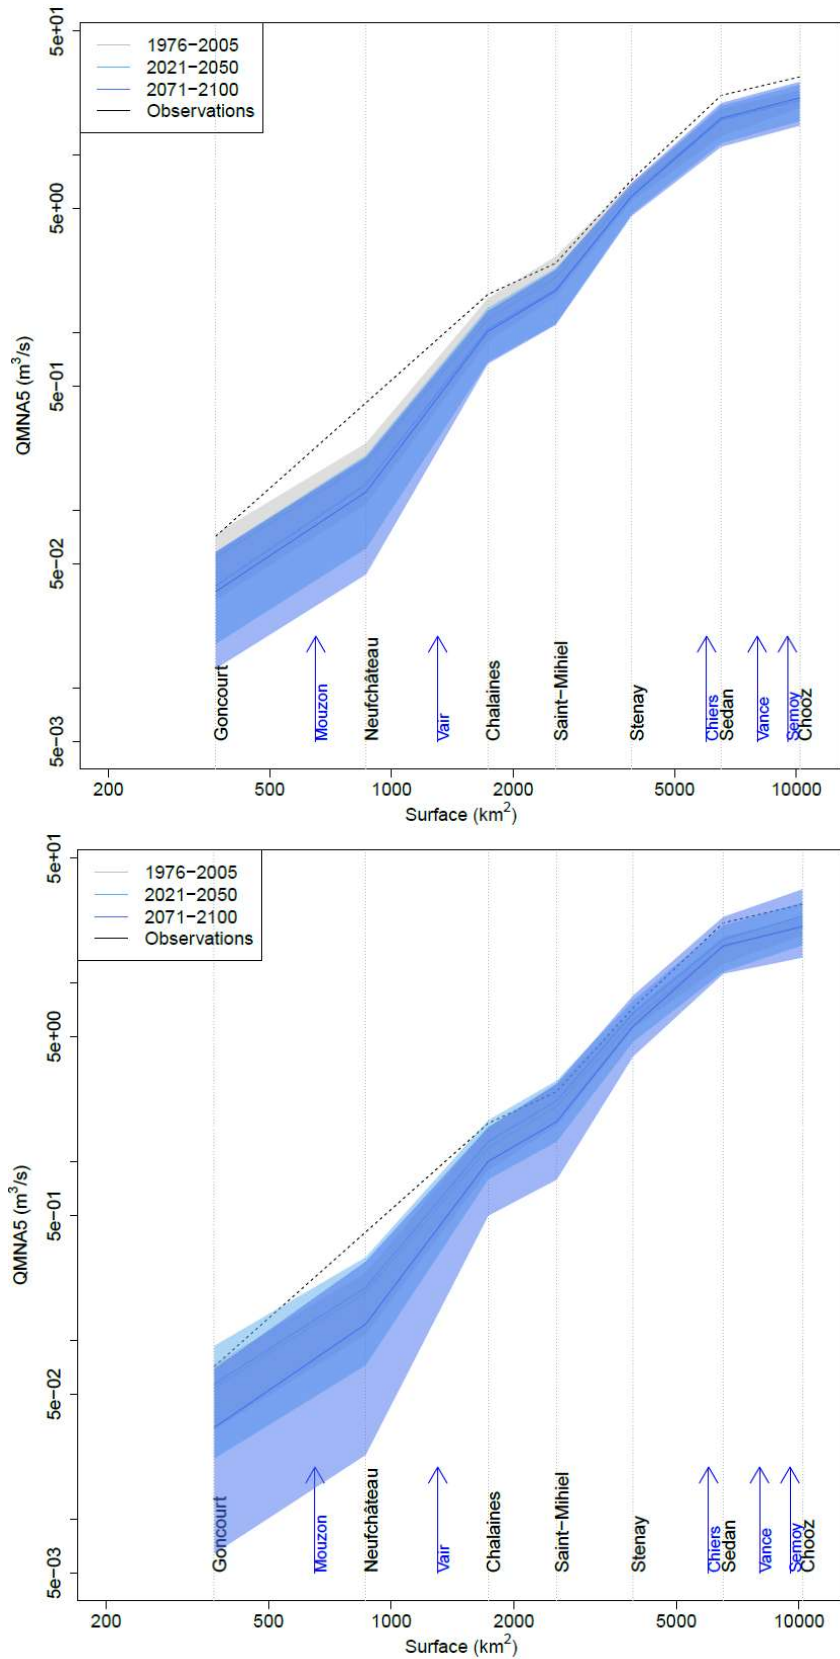 1976−2005
2021−2050
2071−2100
Observations
5e+01
5e+00
5e−01
5e−02
5e−03
QMNA5 (m³/s)
Goncourt
Mouzon
Neufchâteau
Vair
Chalaines
Saint−Mihiel
Stenay
Chiers
Sedan
Vance
Semoy
Chooz
200 500 1000 2000 5000 10000
Surface (km²)
1976−2005
2021−2050
2071−2100
Observations
5e+01
5e+00
5e−01
5e−02
5e−03
QMNA5 (m³/s)
Goncourt
Mouzon
Neufchâteau
Vair
Chalaines
Saint−Mihiel
Stenay
Chiers
Sedan
Vance
Semoy
Chooz
200 500 1000 2000 5000 10000
Surface (km²)